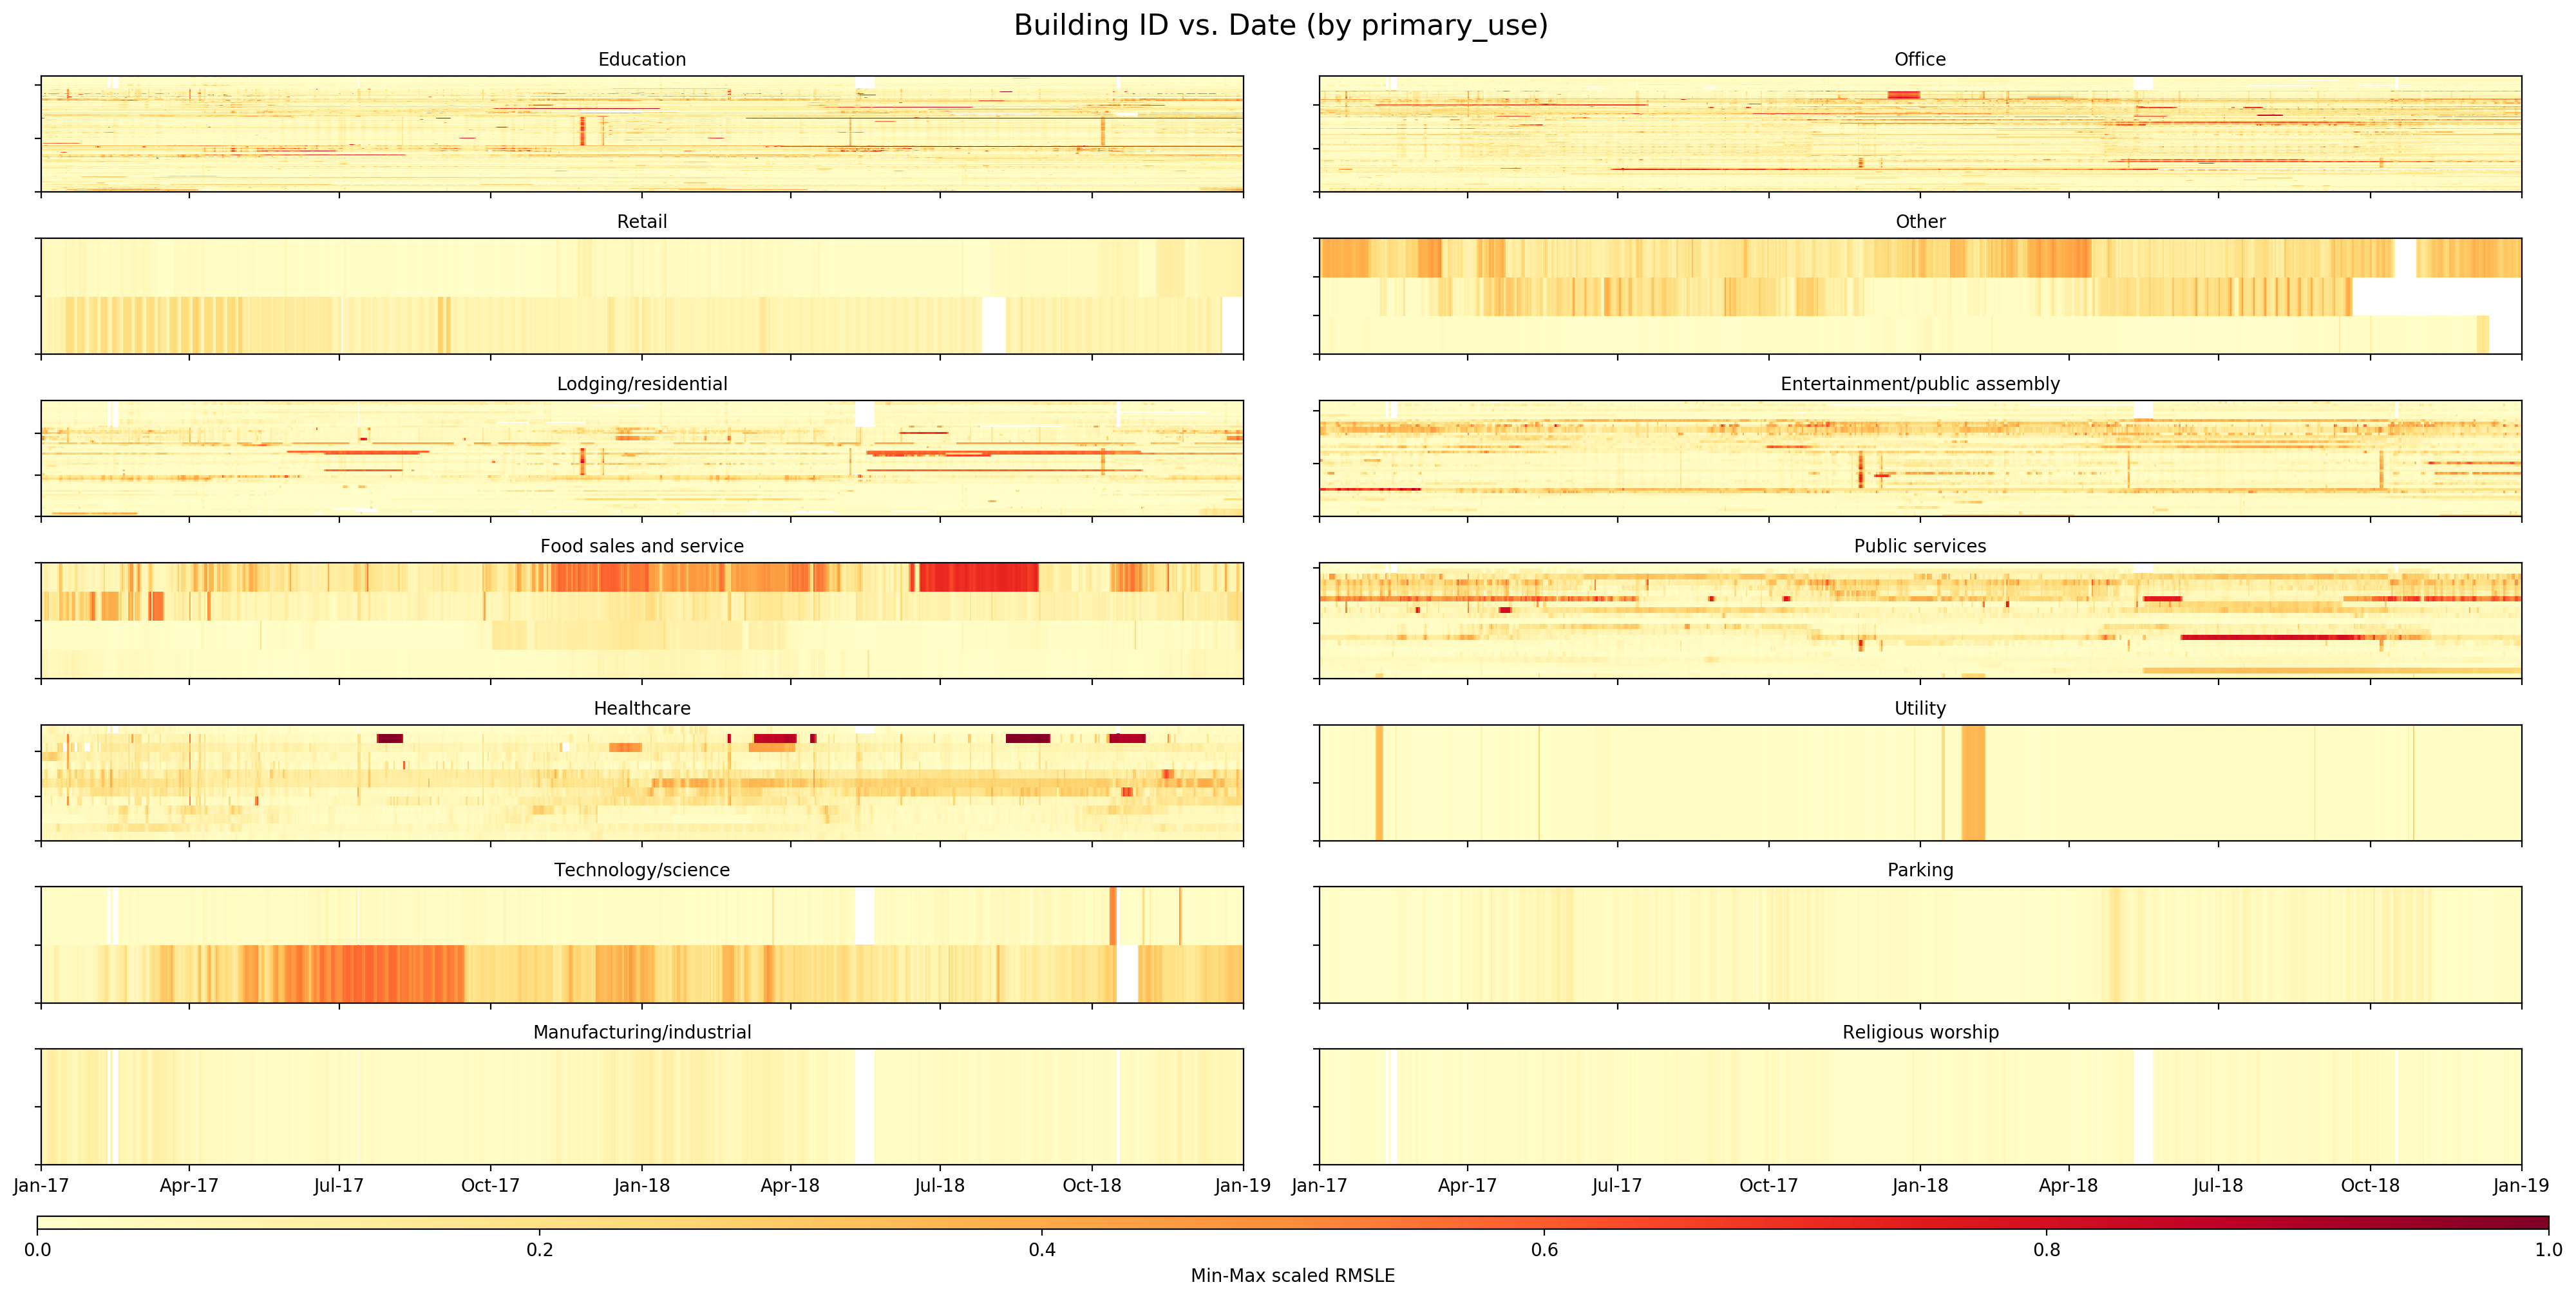 Building ID vs. Date (by primary_use)
Education
Office
Retail
Other
Lodging/residential
Entertainment/public assembly
Food sales and service
Public services
Healthcare
Utility
Technology/science
Parking
Manufacturing/industrial
Religious worship
Jan-17 Apr-17 Jul-17 Oct-17 Jan-18 Apr-18 Jul-18 Oct-18 Jan-19
Jan-17 Apr-17 Jul-17 Oct-17 Jan-18 Apr-18 Jul-18 Oct-18 Jan-19
0.0 0.2 0.4 0.6 0.8 1.0
Min-Max scaled RMSLE